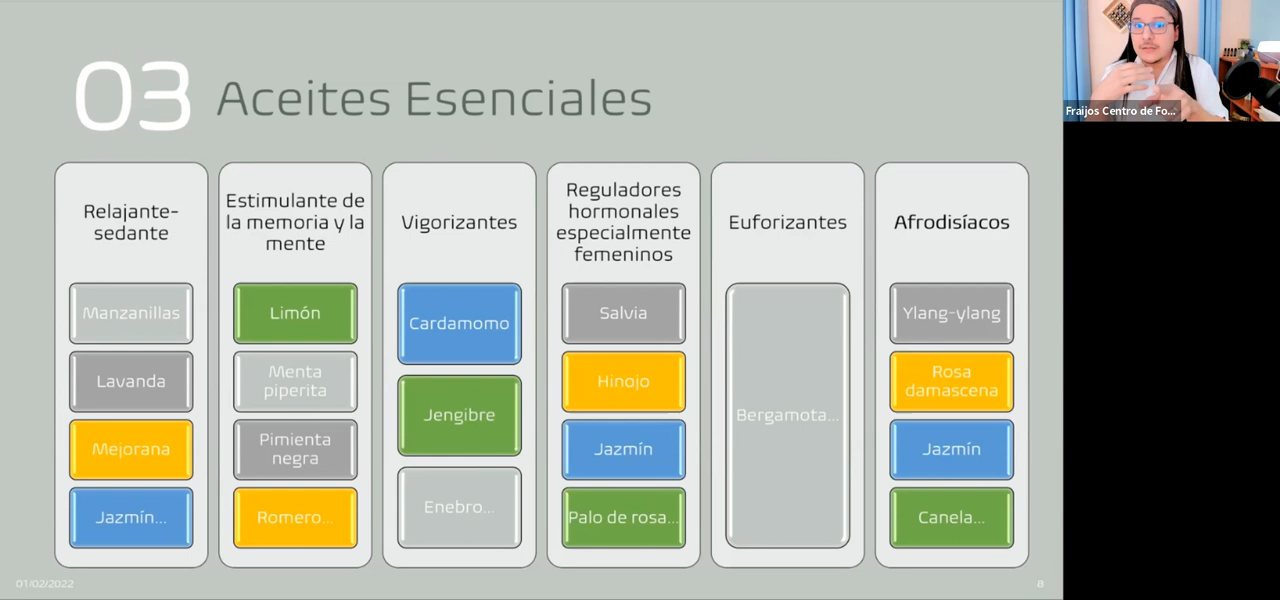 03 Aceites Esenciales
Relajante-
sedante
Manzanillas
Lavanda
Mejorana
Jazmín...
Estimulante de
la memoria y la
mente
Limón
Menta
piperita
Pimienta
negra
Romero...
Vigorizantes
Cardamomo
Jengibre
Enebro...
Reguladores
hormonales
especialmente
femeninos
Salvia
Hinojo
Jazmín
Palo de rosa...
Euforizantes
Bergamota...
Afrodisíacos
Ylang-ylang
Rosa
damascena
Jazmín
Canela...
01/02/2022
8
Fraijos Centro de Fo...